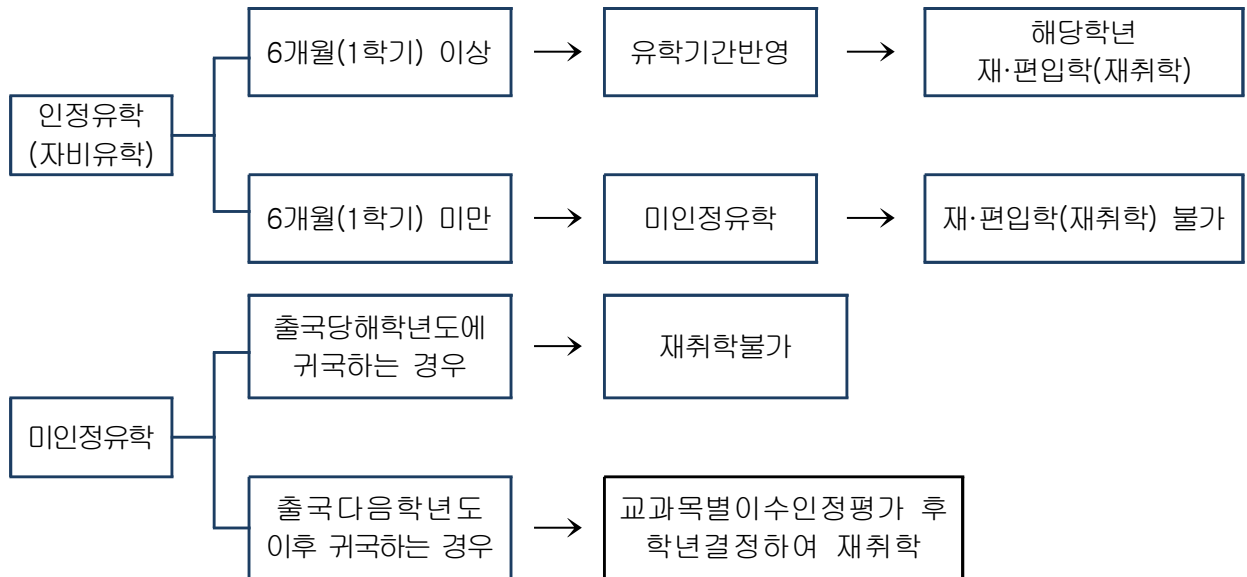 6개월(1학기) 이상
유학기간반영
해당학년
재·편입학(재취학)
인정유학
(자비유학)
6개월(1학기) 미만
미인정유학
재·편입학(재취학) 불가
출국당해학년도에
귀국하는 경우
재취학불가
미인정유학
출국다음학년도
이후 귀국하는 경우
교과목별이수인정평가 후
학년결정하여 재취학